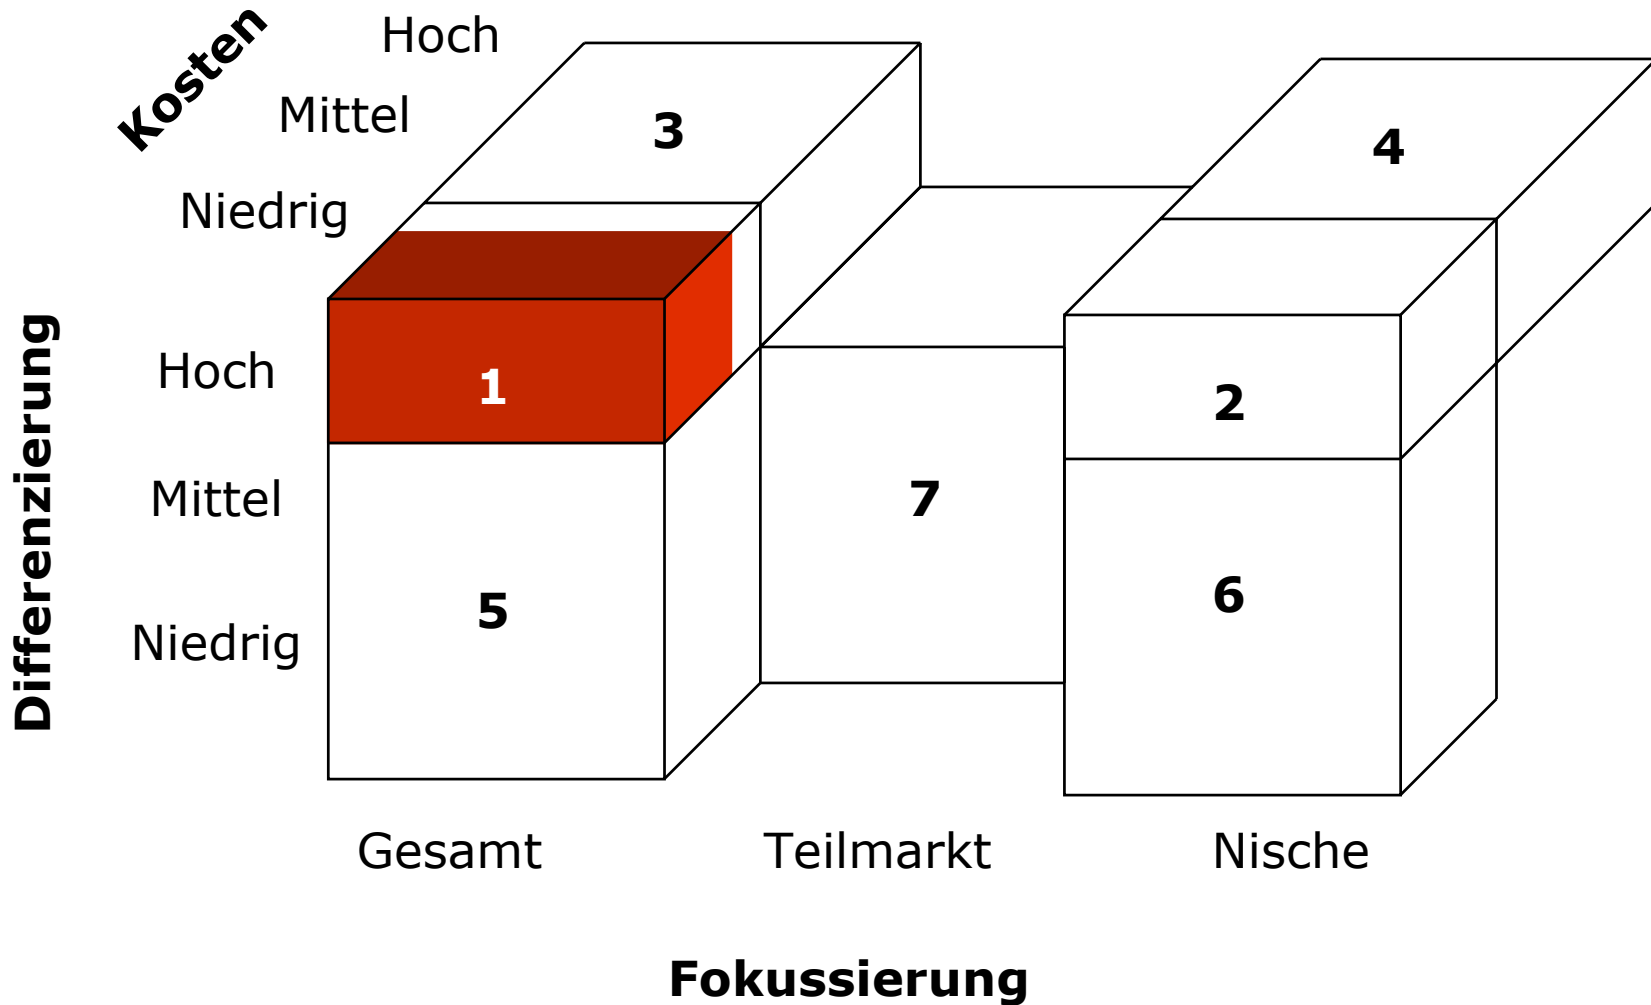 Kosten
Hoch
Mittel
Niedrig
3
4
Differenzierung
Hoch
Mittel
Niedrig
1
2
7
5
6
Gesamt
Teilmarkt
Nische
Fokussierung